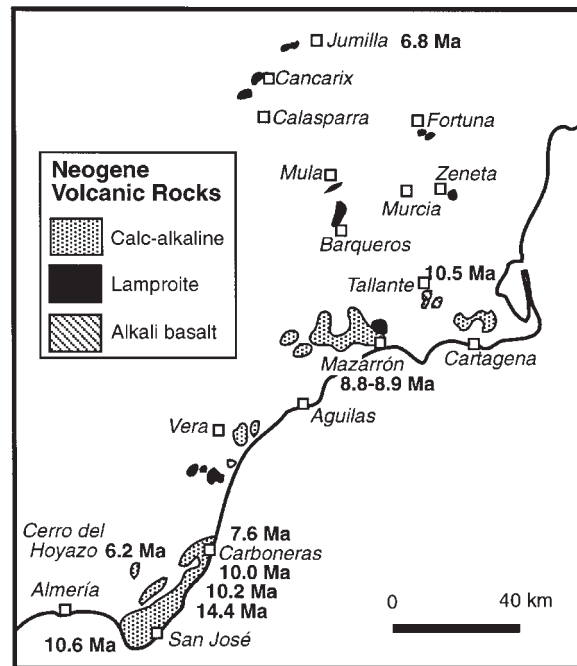 Jumilla 6.8 Ma
Cancarix
Calasparra
Fortuna
Neogene
Volcanic Rocks
Calc-alkaline
Lamproite
Alkali basalt
Mula
Zeneta
Murcia
Barqueros
10.5 Ma
Tallante
Mazarrón
Cartagena
8.8-8.9 Ma
Aguilas
Vera
Cerro del
Hoyazo
6.2 Ma
7.6 Ma
Carboneras
10.0 Ma
10.2 Ma
14.4 Ma
Almería
10.6 Ma
San José
0 40 km